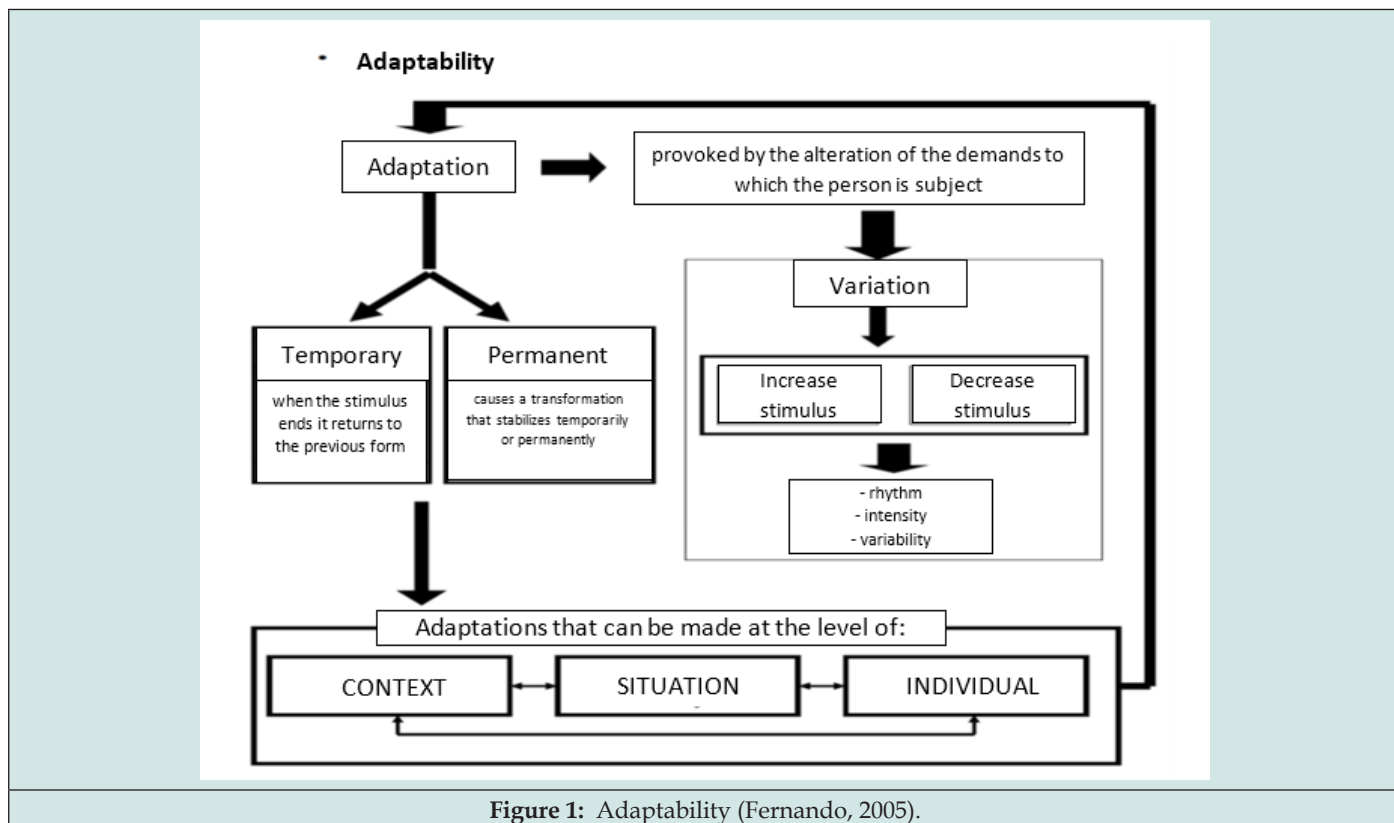 • Adaptability
Adaptation
provoked by the alteration of the demands to
which the person is subject
Variation
Increase
stimulus
Decrease
stimulus
- rhythm
- intensity
- variability
Temporary
when the stimulus
ends it returns to
the previous form
Permanent
causes a transformation
that stabilizes temporarily
or permanently
Adaptations that can be made at the level of:
CONTEXT
SITUATION
INDIVIDUAL
Figure 1: Adaptability (Fernando, 2005).